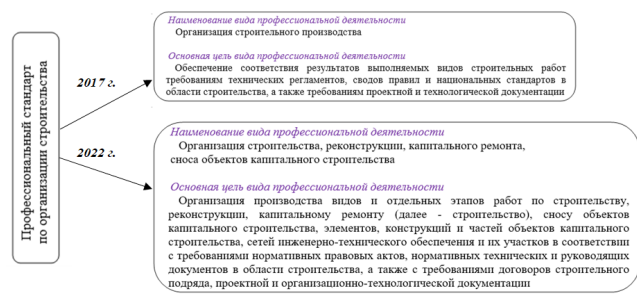 Профессиональный стандарт
по организации строительства
2017 г.
Наименование вида профессиональной деятельности
Организация строительного производства
Основная цель вида профессиональной деятельности
Обеспечение соответствия результатов выполняемых видов строительных работ
требованиям технических регламентов, сводов правил и национальных стандартов в
области строительства, а также требованиям проектной и технологической документации
2022 г.
Наименование вида профессиональной деятельности
Организация строительства, реконструкции, капитального ремонта,
сноса объектов капитального строительства
Основная цель вида профессиональной деятельности
Организация производства видов и отдельных этапов работ по строительству,
реконструкции, капитальному ремонту (далее - строительство), сносу объектов
капитального строительства, элементов, конструкций и частей объектов капитального
строительства, сетей инженерно-технического обеспечения и их участков в соответствии
с требованиями нормативных правовых актов, нормативных технических и руководящих
документов в области строительства, а также с требованиями договоров строительного
подряда, проектной и организационно-технологической документации